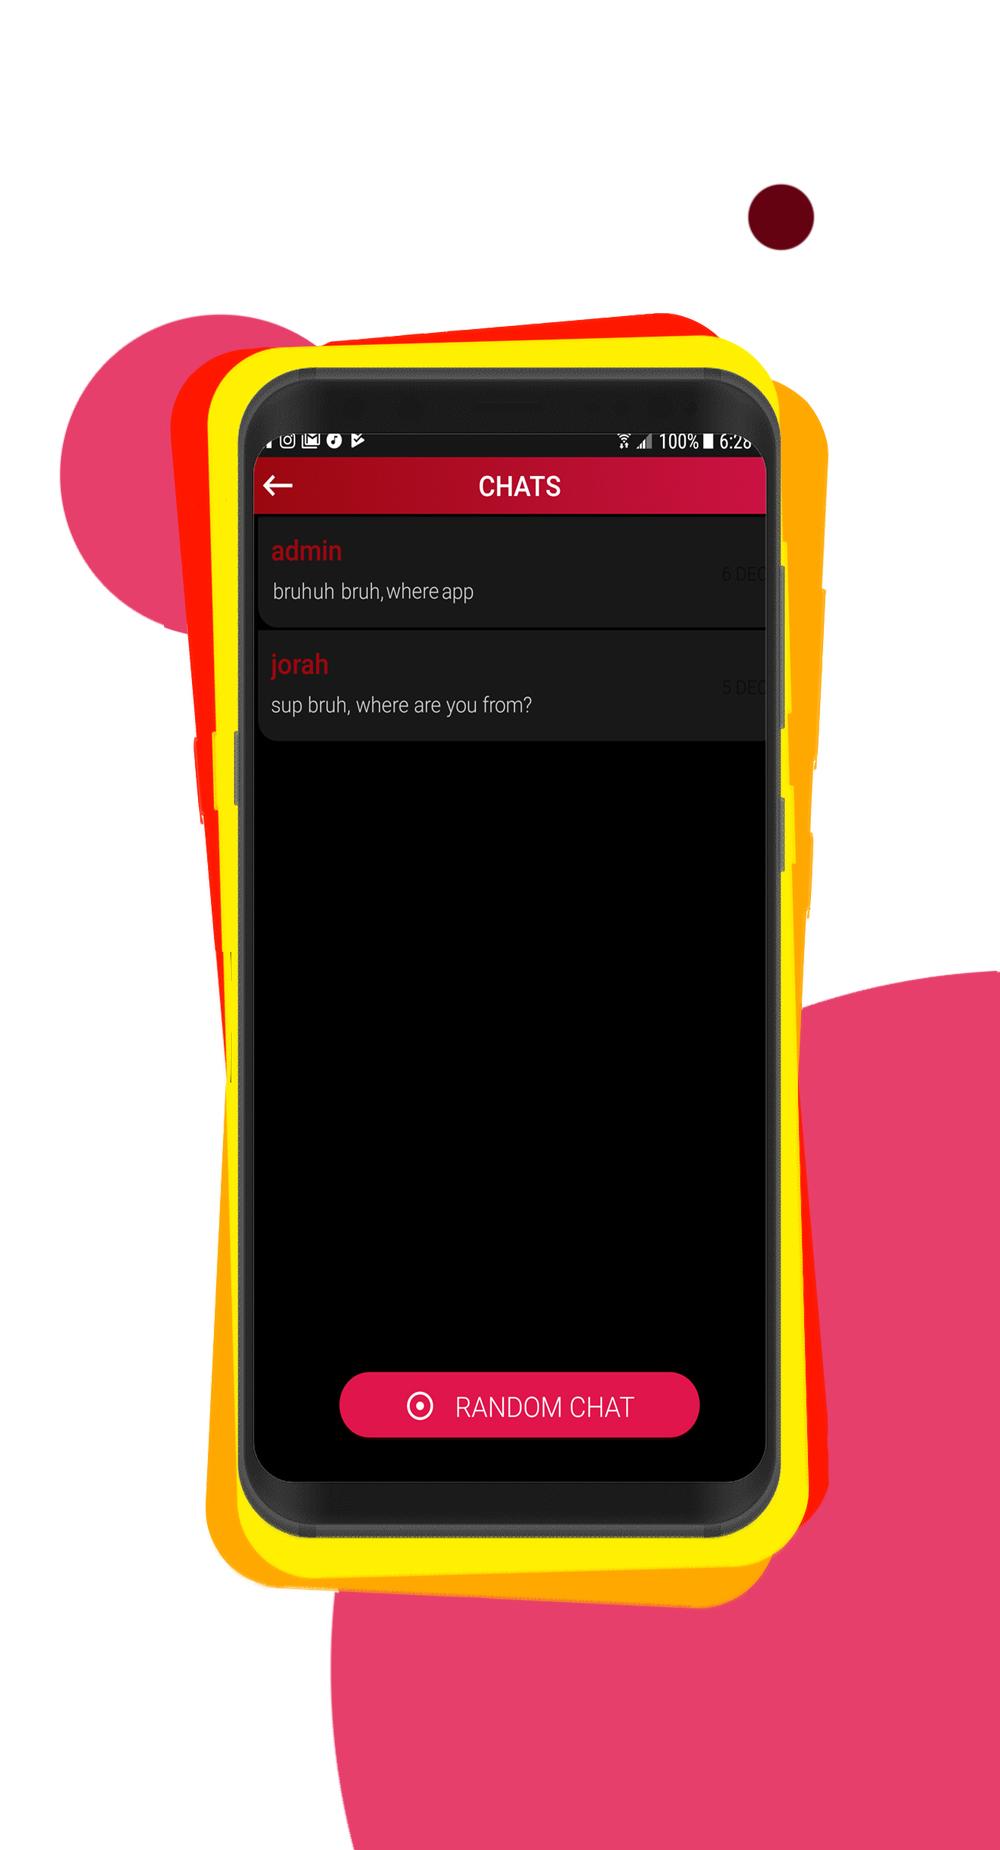 100% 6:28
CHATS
admin
6 DEC
bruhuh bruh, where app
jorah
5 DEC
sup bruh, where are you from?
RANDOM CHAT